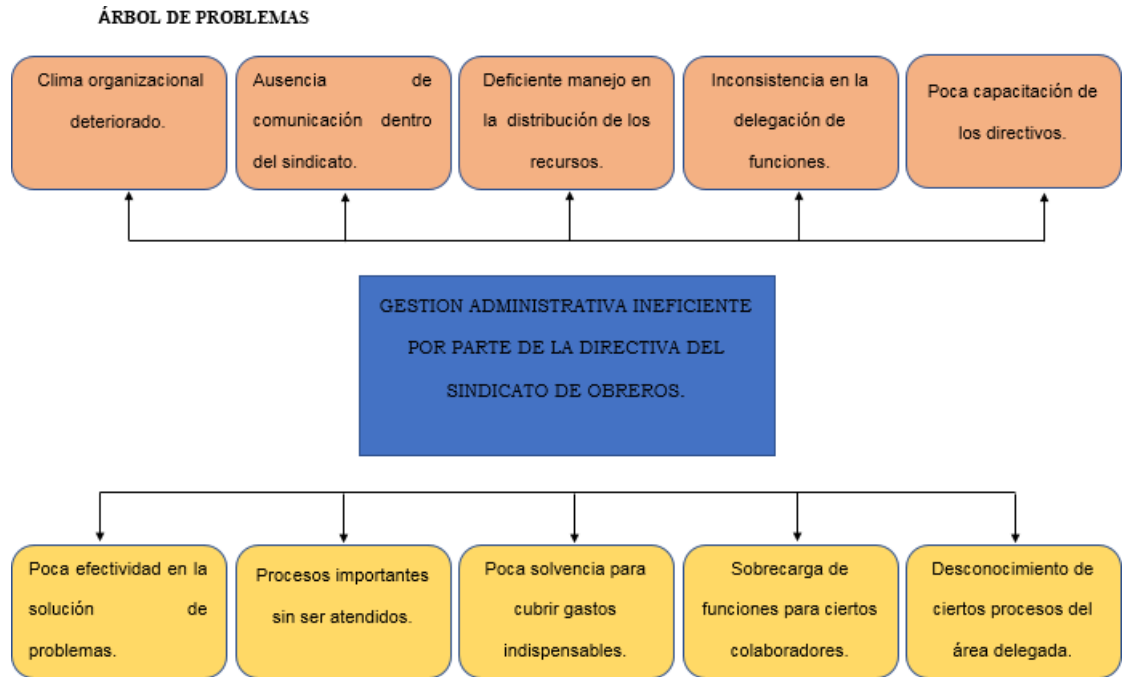 ÁRBOL DE PROBLEMAS
Clima organizacional
deteriorado.
Ausencia de
comunicación dentro
del sindicato.
Deficiente manejo en
la distribución de los
recursos.
Inconsistencia en la
delegación de
funciones.
Poca capacitación de
los directivos.
GESTION ADMINISTRATIVA INEFICIENTE
POR PARTE DE LA DIRECTIVA DEL
SINDICATO DE OBREROS.
Poca efectividad en la
solución de
problemas.
Procesos importantes
sin ser atendidos.
Poca solvencia para
cubrir gastos
indispensables.
Sobrecarga de
funciones para ciertos
colaboradores.
Desconocimiento de
ciertos procesos del
área delegada.